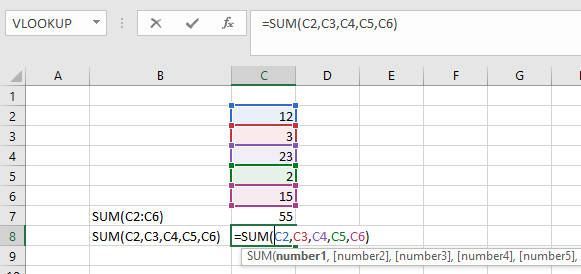 VLOOKUP fx =SUM(C2,C3,C4,C5,C6)
A B C D E F G H
1
2 12
3 3
4 23
5 2
6 15
7 SUM(C2:C6) 55
8 SUM(C2,C3,C4,C5,C6) =SUM(C2,C3,C4,C5,C6)
9 SUM(number1, [number2], [number3], [number4], [number5],